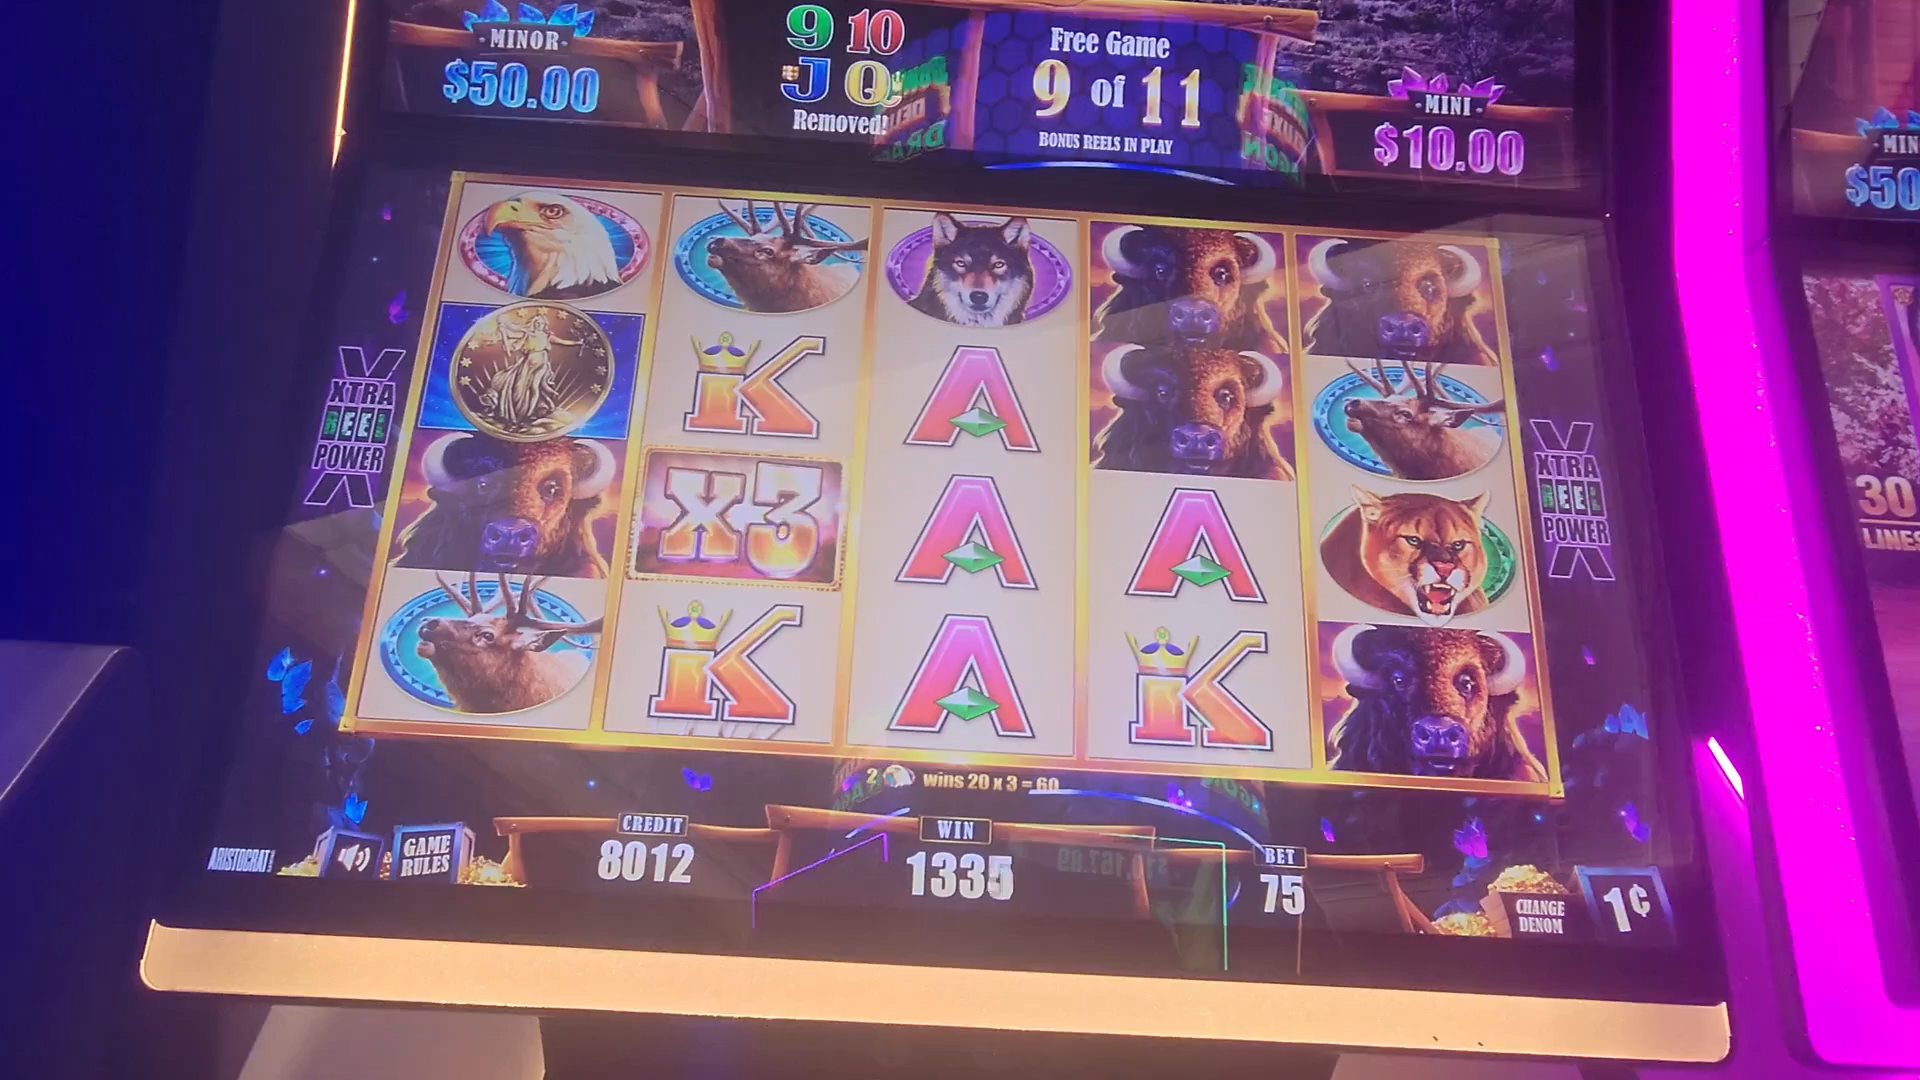 MINOR
$50.00
9 10
J Q
Removed!
Free Game
9 of 11
BONUS REELS IN PLAY
MINI
$10.00
MIN
$50
XTRA
REEL
POWER
K
X3
K
A
A
A
A
K
XTRA
REEL
POWER
30
LINES
2 wins 20 x 3 = 60
ARISTOCRAT
GAME
RULES
CREDIT
8012
WIN
1335
BET
75
CHANGE
DENOM
1¢